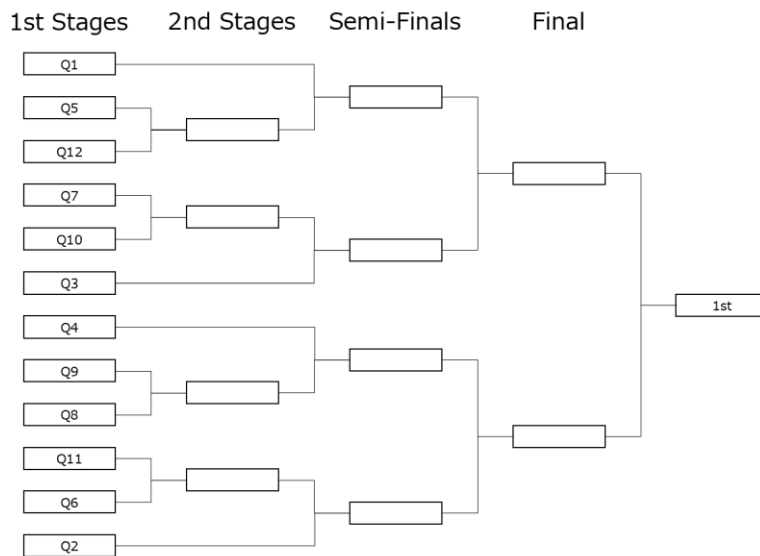 1st Stages 2nd Stages Semi-Finals Final
Q1
Q5
Q12
Q7
Q10
Q3
1st
Q4
Q9
Q8
Q11
Q6
Q2